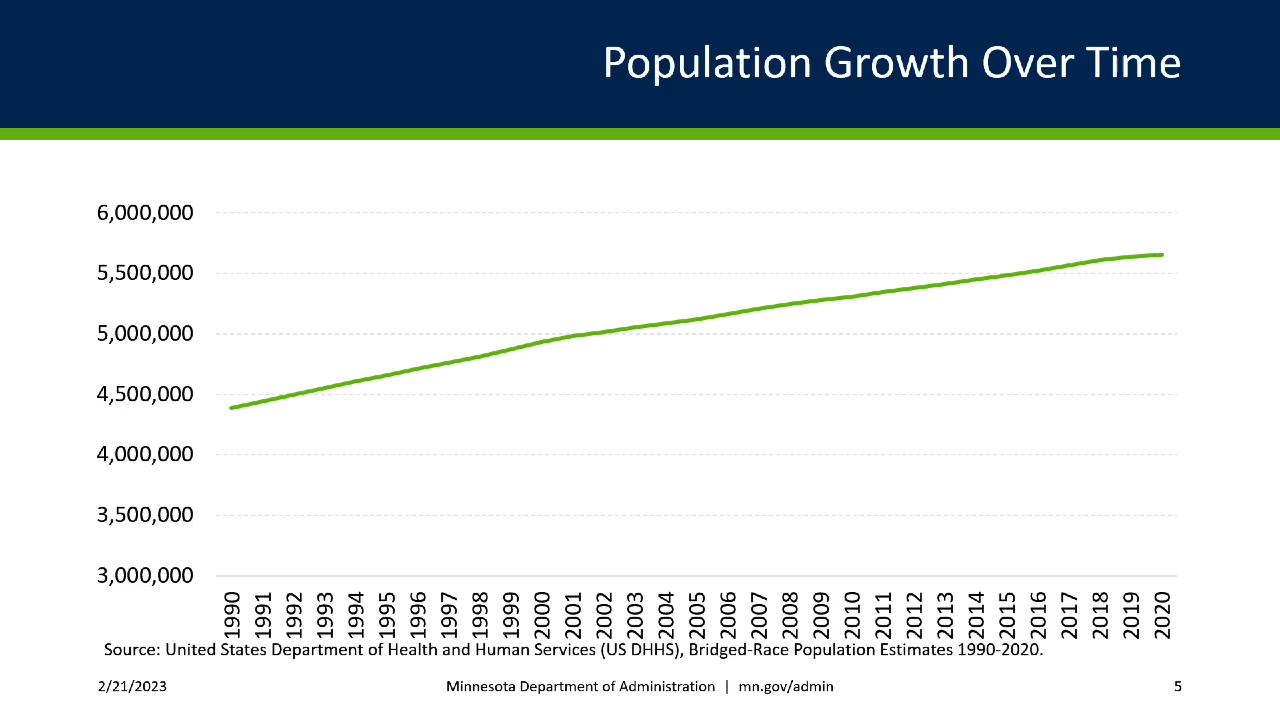 Population Growth Over Time
6,000,000
5,500,000
5,000,000
4,500,000
4,000,000
3,500,000
3,000,000
1990 1991 1992 1993 1994 1995 1996 1997 1998 1999 2000 2001 2002 2003 2004 2005 2006 2007 2008 2009 2010 2011 2012 2013 2014 2015 2016 2017 2018 2019 2020
Source: United States Department of Health and Human Services (US DHHS), Bridged-Race Population Estimates 1990-2020.
2/21/2023 Minnesota Department of Administration | mn.gov/admin 5